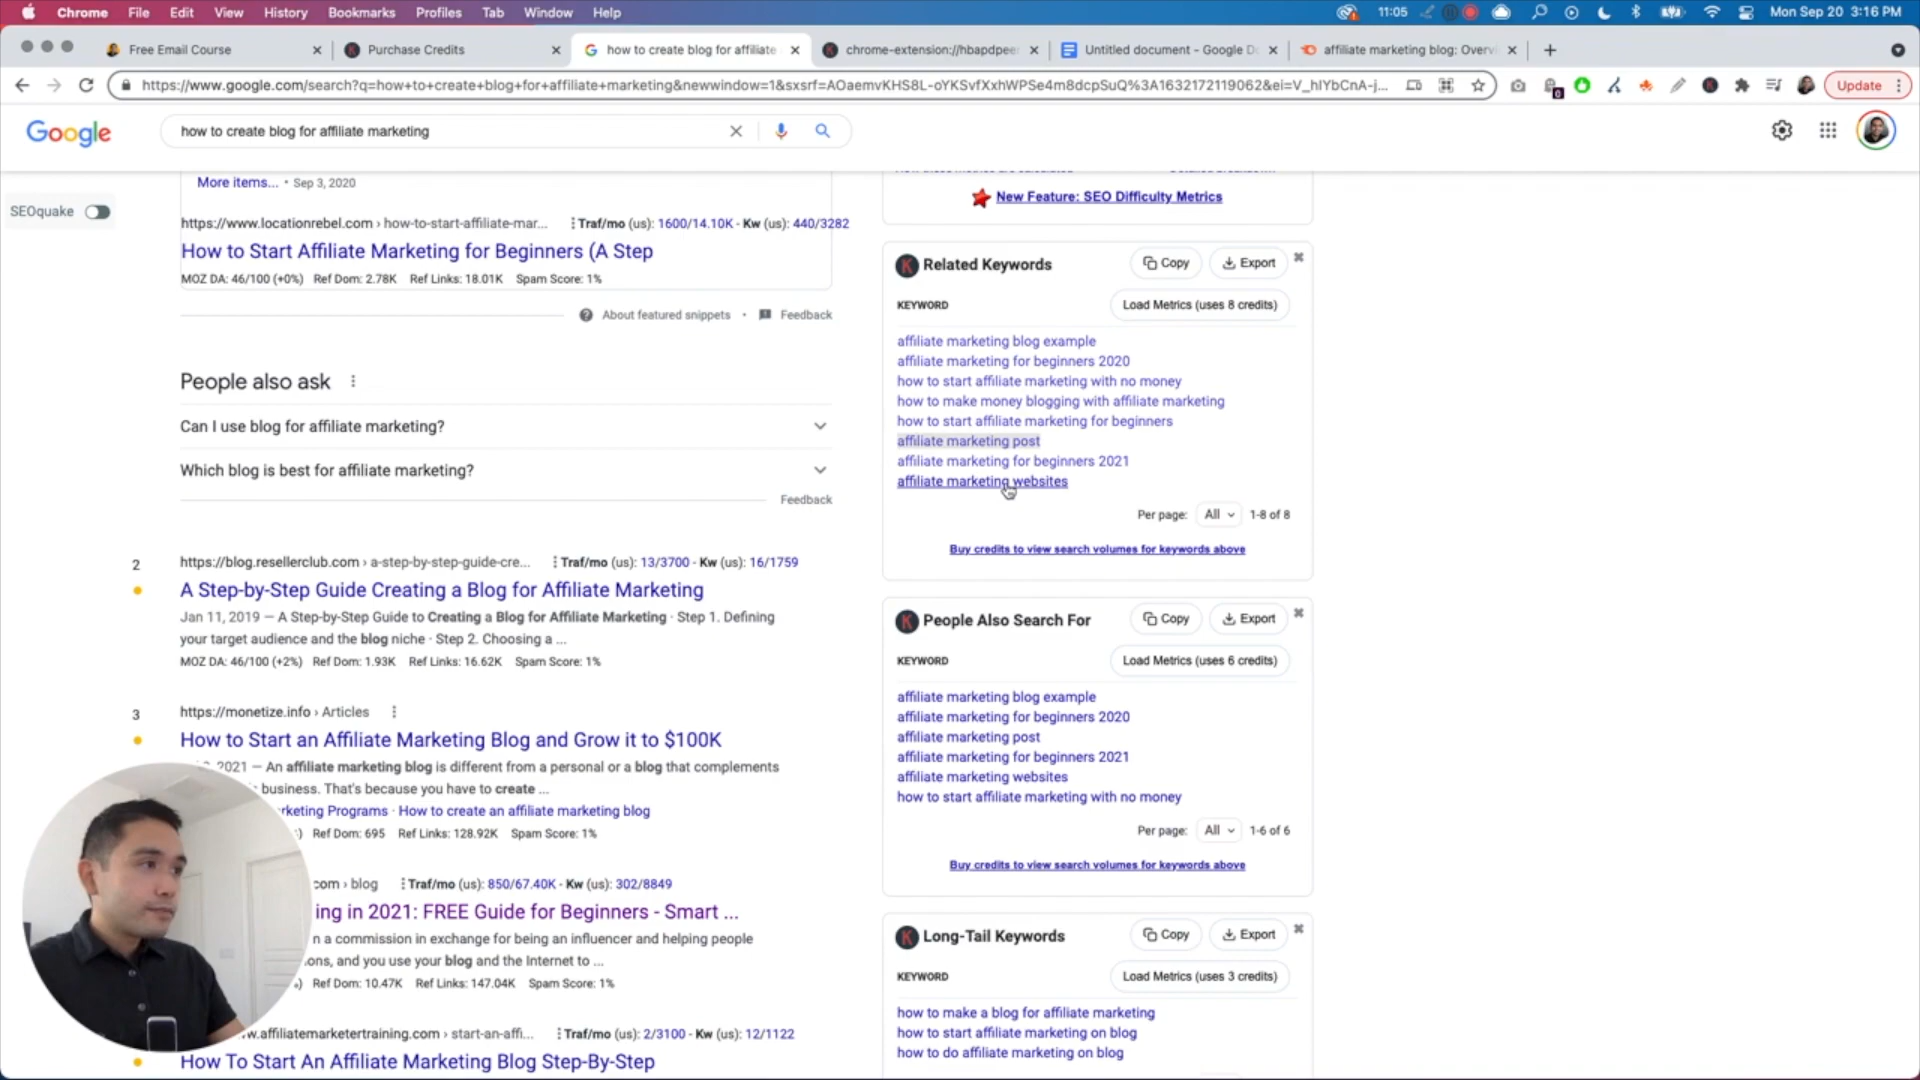 Chrome File Edit View History Bookmarks Profiles Tab Window Help 11:05 Mon Sep 20 3:16 PM
Free Email Course
Purchase Credits
how to create blog for affiliate
chrome-extension://hbapdpee
Untitled document - Google D
affiliate marketing blog: Overv
https://www.google.com/search?q=how+to+create+blog+for+affiliate+marketing&newwindow=1&sxsrf=AOaemvKHS8L-oYKSvfXxhWPSe4m8dcpSuQ%3A1632172119062&ei=V_hIYbCnA-j...
0
Update
Google
how to create blog for affiliate marketing
SEOquake
More items... • Sep 3, 2020
https://www.locationrebel.com › how-to-start-affiliate-mar... Traf/mo (us): 1600/14.10K - Kw (us): 440/3282
How to Start Affiliate Marketing for Beginners (A Step
MOZ DA: 46/100 (+0%) Ref Dom: 2.78K Ref Links: 18.01K Spam Score: 1%
About featured snippets • Feedback
People also ask
Can I use blog for affiliate marketing?
Which blog is best for affiliate marketing?
Feedback
2
https://blog.resellerclub.com › a-step-by-step-guide-cre... Traf/mo (us): 13/3700 - Kw (us): 16/1759
A Step-by-Step Guide Creating a Blog for Affiliate Marketing
Jan 11, 2019 — A Step-by-Step Guide to Creating a Blog for Affiliate Marketing · Step 1. Defining
your target audience and the blog niche · Step 2. Choosing a ...
MOZ DA: 46/100 (+2%) Ref Dom: 1.93K Ref Links: 16.62K Spam Score: 1%
3
https://monetize.info › Articles
How to Start an Affiliate Marketing Blog and Grow it to $100K
2021 — An affiliate marketing blog is different from a personal or a blog that complements
business. That's because you have to create ...
rketing Programs · How to create an affiliate marketing blog
Ref Dom: 695 Ref Links: 128.92K Spam Score: 1%
com › blog Traf/mo (us): 850/67.40K - Kw (us): 302/8849
ing in 2021: FREE Guide for Beginners - Smart ...
n a commission in exchange for being an influencer and helping people
ons, and you use your blog and the Internet to ...
Ref Dom: 10.47K Ref Links: 147.04K Spam Score: 1%
w.affiliatemarketertraining.com › start-an-affi... Traf/mo (us): 2/3100 - Kw (us): 12/1122
How To Start An Affiliate Marketing Blog Step-By-Step
New Feature: SEO Difficulty Metrics
Related Keywords Copy Export
KEYWORD Load Metrics (uses 8 credits)
affiliate marketing blog example
affiliate marketing for beginners 2020
how to start affiliate marketing with no money
how to make money blogging with affiliate marketing
how to start affiliate marketing for beginners
affiliate marketing post
affiliate marketing for beginners 2021
affiliate marketing websites
Per page: All 1-8 of 8
Buy credits to view search volumes for keywords above
People Also Search For Copy Export
KEYWORD Load Metrics (uses 6 credits)
affiliate marketing blog example
affiliate marketing for beginners 2020
affiliate marketing post
affiliate marketing for beginners 2021
affiliate marketing websites
how to start affiliate marketing with no money
Per page: All 1-6 of 6
Buy credits to view search volumes for keywords above
Long-Tail Keywords Copy Export
KEYWORD Load Metrics (uses 3 credits)
how to make a blog for affiliate marketing
how to start affiliate marketing on blog
how to do affiliate marketing on blog